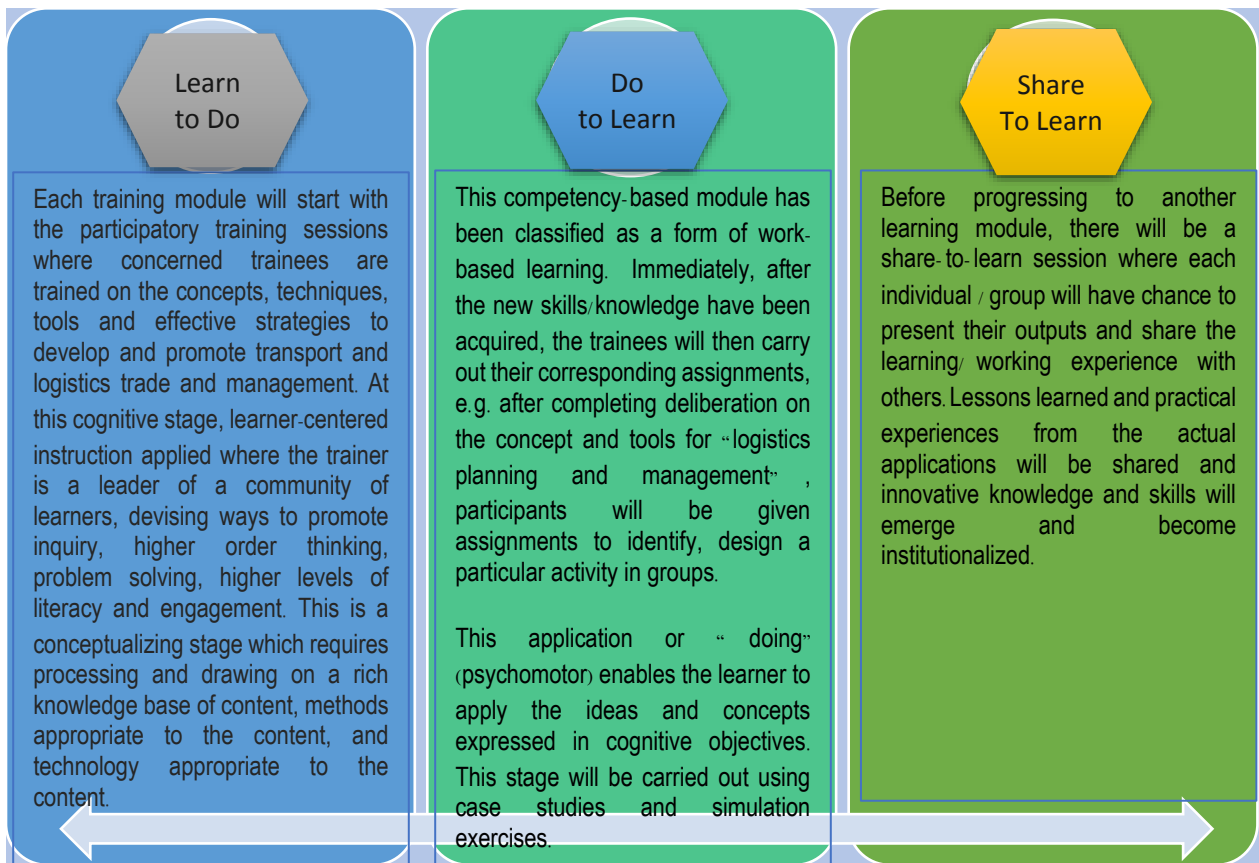 Learn
to Do
Each training module will start with
the participatory training sessions
where concerned trainees are
trained on the concepts, techniques,
tools and effective strategies to
develop and promote transport and
logistics trade and management. At
this cognitive stage, learner-centered
instruction applied where the trainer
is a leader of a community of
learners, devising ways to promote
inquiry, higher order thinking,
problem solving, higher levels of
literacy and engagement. This is a
conceptualizing stage which requires
processing and drawing on a rich
knowledge base of content, methods
appropriate to the content, and
technology appropriate to the
content.
Do
to Learn
This competency-based module has
been classified as a form of work-
based learning. Immediately, after
the new skills/knowledge have been
acquired, the trainees will then carry
out their corresponding assignments,
e.g. after completing deliberation on
the concept and tools for “logistics
planning and management” ,
participants will be given
assignments to identify, design a
particular activity in groups.
This application or “ doing”
(psychomotor) enables the learner to
apply the ideas and concepts
expressed in cognitive objectives.
This stage will be carried out using
case studies and simulation
exercises.
Share
To Learn
Before progressing to another
learning module, there will be a
share-to-learn session where each
individual / group will have chance to
present their outputs and share the
learning/ working experience with
others. Lessons learned and practical
experiences from the actual
applications will be shared and
innovative knowledge and skills will
emerge and become
institutionalized.